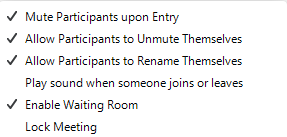 Mute Participants upon Entry
Allow Participants to Unmute Themselves
Allow Participants to Rename Themselves
Play sound when someone joins or leaves
Enable Waiting Room
Lock Meeting